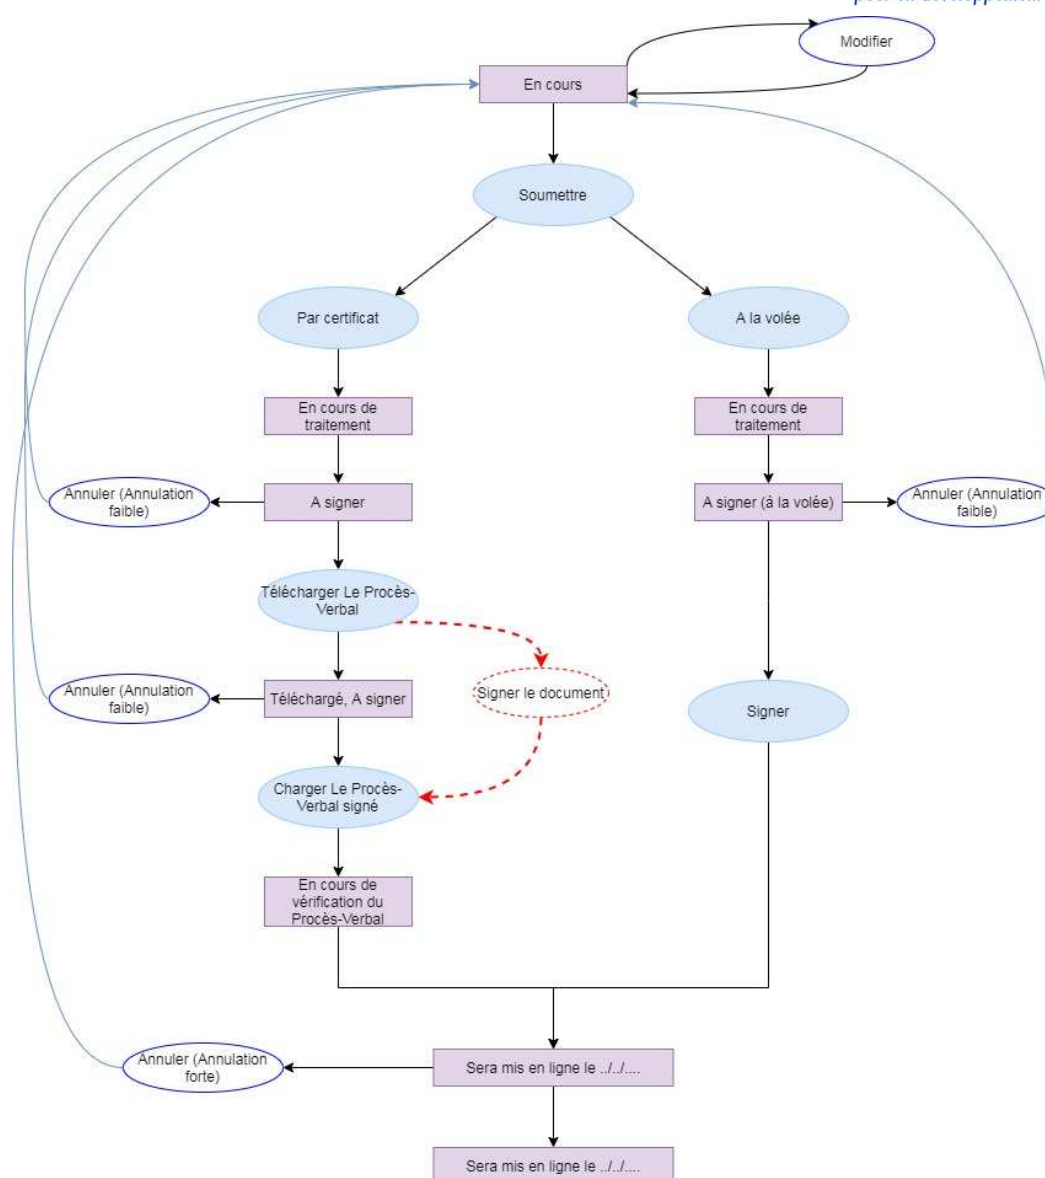 Modifier
En cours
Soumettre
Par certificat
A la volée
En cours de
traitement
En cours de
traitement
Annuler (Annulation
faible)
A signer
A signer (à la volée)
Annuler (Annulation
faible)
Télécharger Le Procès-
Verbal
Annuler (Annulation
faible)
Téléchargé, A signer
Signer le document
Signer
Charger Le Procès-
Verbal signé
En cours de
vérification du
Procès-Verbal
Annuler (Annulation
forte)
Sera mis en ligne le ../../....
Sera mis en ligne le ../../....